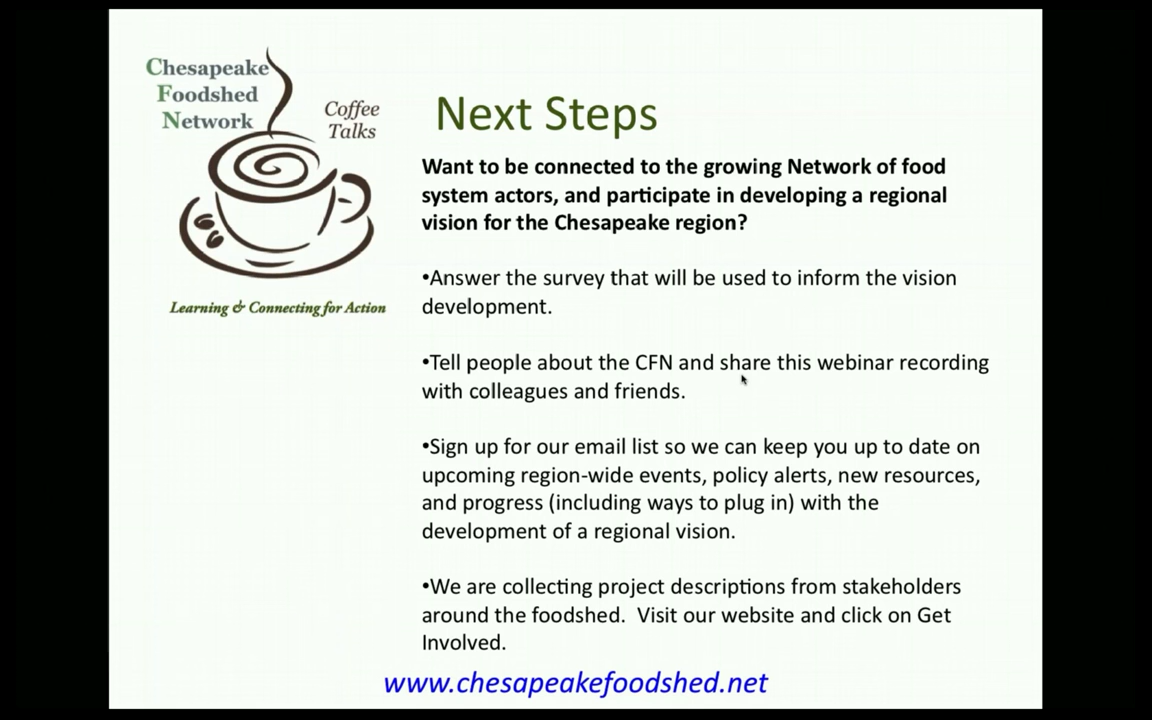 Chesapeake
Foodshed
Network
Coffee
Talks
Learning & Connecting for Action
Next Steps
Want to be connected to the growing Network of food
system actors, and participate in developing a regional
vision for the Chesapeake region?
•Answer the survey that will be used to inform the vision
development.
•Tell people about the CFN and share this webinar recording
with colleagues and friends.
•Sign up for our email list so we can keep you up to date on
upcoming region-wide events, policy alerts, new resources,
and progress (including ways to plug in) with the
development of a regional vision.
•We are collecting project descriptions from stakeholders
around the foodshed.  Visit our website and click on Get
Involved.
www.chesapeakefoodshed.net